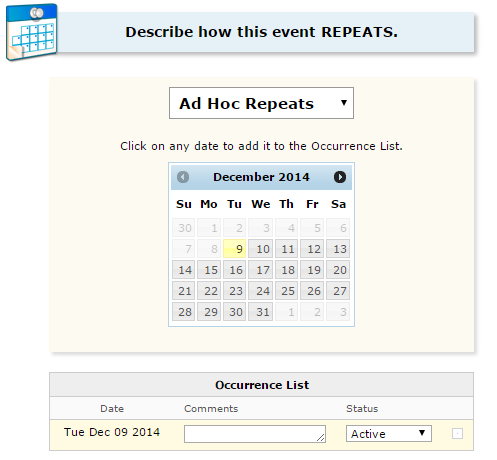 Describe how this event REPEATS.
Ad Hoc Repeats
Click on any date to add it to the Occurrence List.
December 2014
Su Mo Tu We Th Fr Sa
30 1 2 3 4 5 6
7 8 9 10 11 12 13
14 15 16 17 18 19 20
21 22 23 24 25 26 27
28 29 30 31 1 2 3
Occurrence List
Date Comments Status
Tue Dec 09 2014 Active